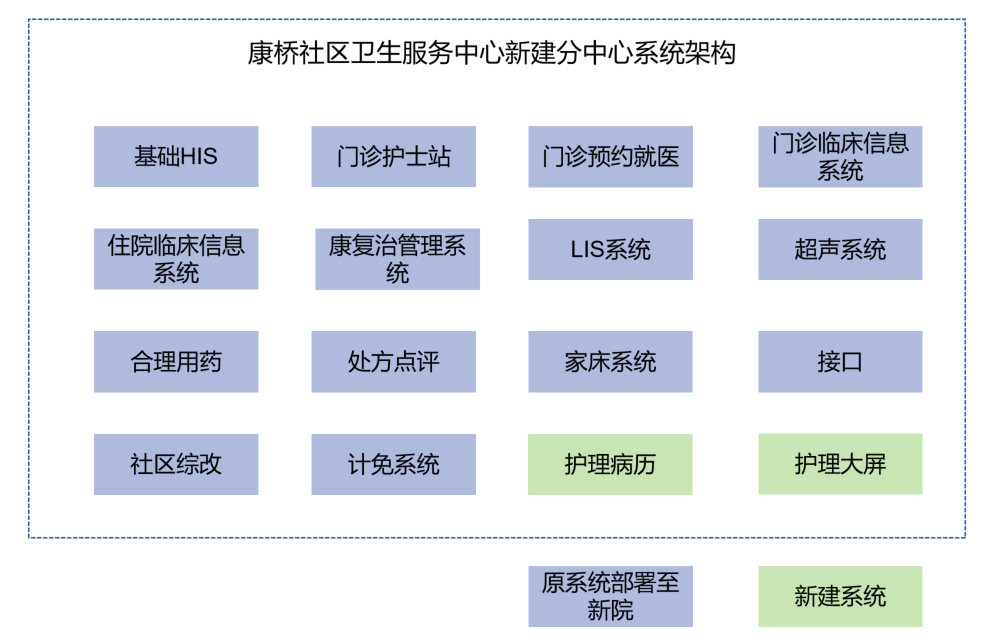 康桥社区卫生服务中心新建分中心系统架构
基础HIS
门诊护士站
门诊预约就医
门诊临床信息
系统
住院临床信息
系统
康复治管理系
统
LIS系统
超声系统
合理用药
处方点评
家床系统
接口
社区综改
计免系统
护理病历
护理大屏
原系统部署至
新院
新建系统